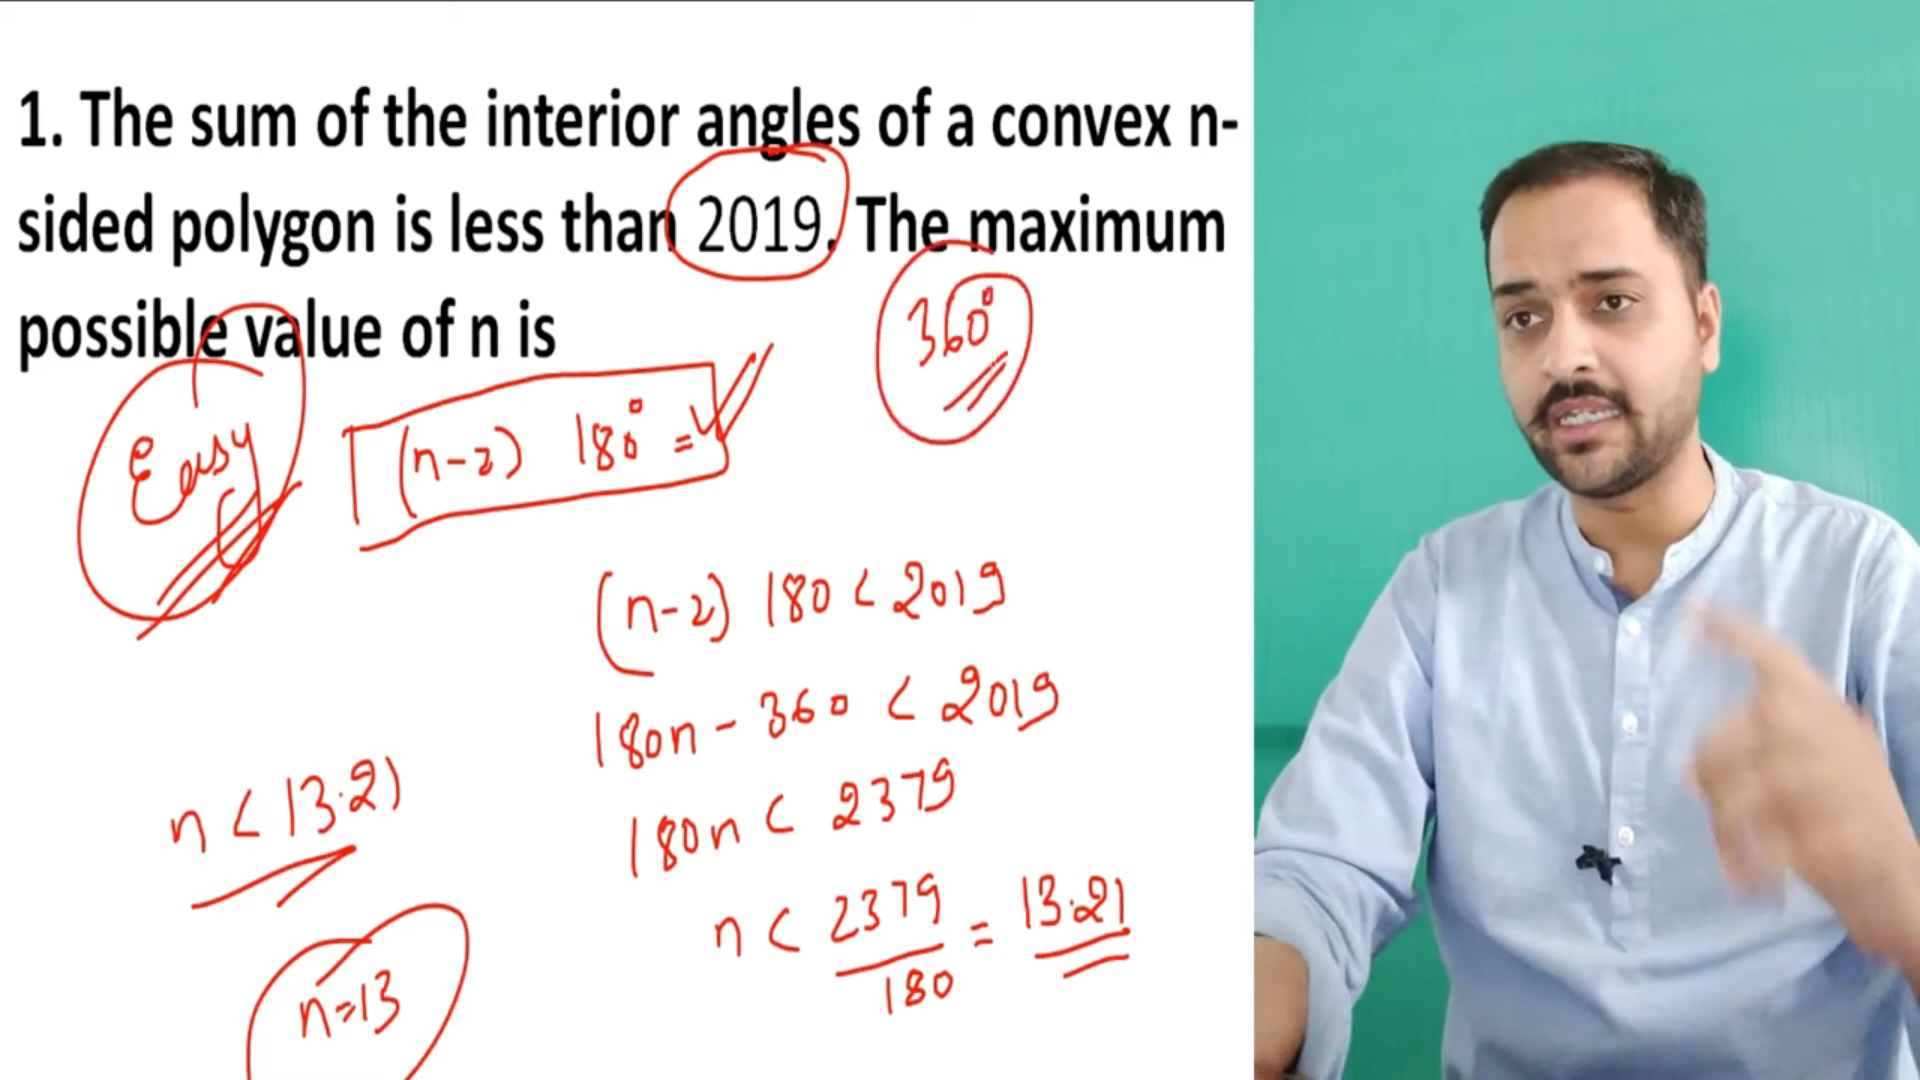 1. The sum of the interior angles of a convex n-
sided polygon is less than 2019. The maximum
possible value of n is
360°
Easy
(n-2) 180° =
(n-2) 180 < 2019
180n - 360 < 2019
180n < 2379
n < 2379/180 = 13.21
n < 13.21
n=13